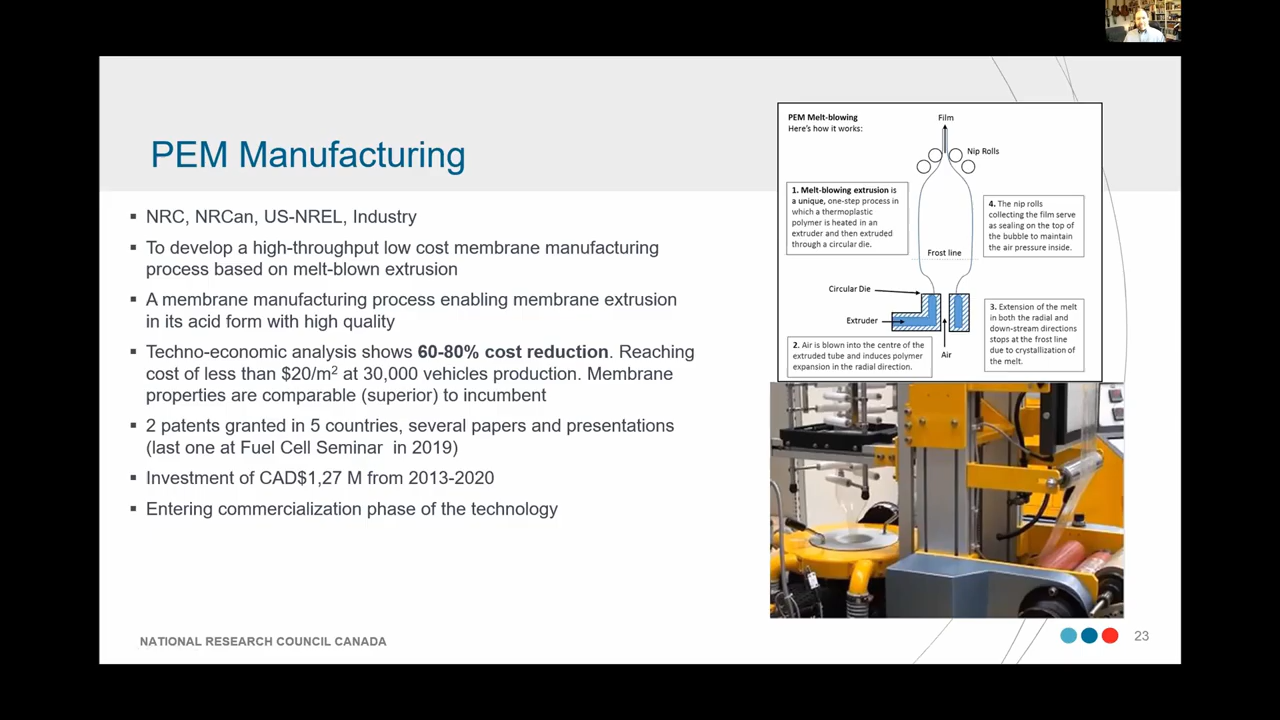 PEM Manufacturing
▪ NRC, NRCan, US-NREL, Industry
▪ To develop a high-throughput low cost membrane manufacturing
process based on melt-blown extrusion
▪ A membrane manufacturing process enabling membrane extrusion
in its acid form with high quality
▪ Techno-economic analysis shows 60-80% cost reduction. Reaching
cost of less than $20/m² at 30,000 vehicles production. Membrane
properties are comparable (superior) to incumbent
▪ 2 patents granted in 5 countries, several papers and presentations
(last one at Fuel Cell Seminar in 2019)
▪ Investment of CAD$1,27 M from 2013-2020
▪ Entering commercialization phase of the technology
PEM Melt-blowing
Here's how it works:
Film
Nip Rolls
1. Melt-blowing extrusion is
a unique, one-step process in
which a thermoplastic
polymer is heated in an
extruder and then extruded
through a circular die.
4. The nip rolls
collecting the film serve
as sealing on the top of
the bubble to maintain
the air pressure inside.
Frost line
Circular Die
Extruder
Air
3. Extension of the melt
in both the radial and
down-stream directions
stops at the frost line
due to crystallization of
the melt.
2. Air is blown into the centre of the
extruded tube and induces polymer
expansion in the radial direction.
NATIONAL RESEARCH COUNCIL CANADA
23